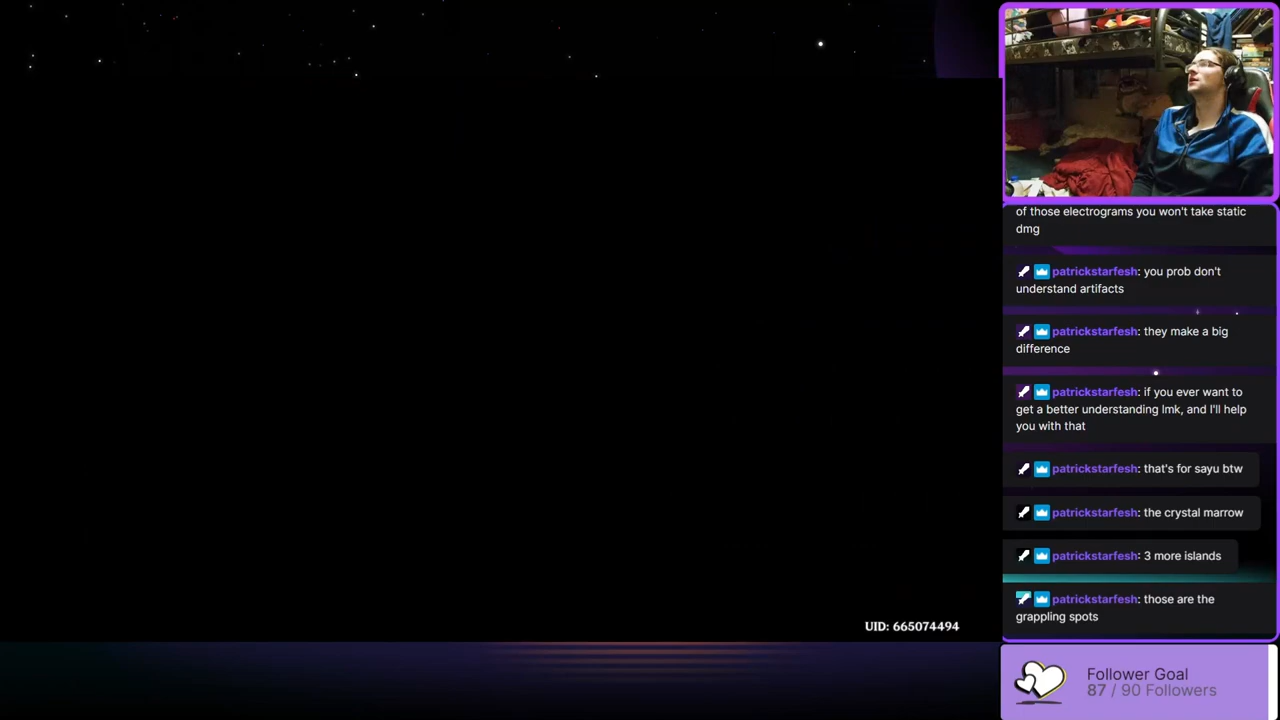 of those electrograms you won't take static
dmg
patrickstarfesh: you prob don't
understand artifacts
patrickstarfesh: they make a big
difference
patrickstarfesh: if you ever want to
get a better understanding lmk, and I'll help
you with that
patrickstarfesh: that's for sayu btw
patrickstarfesh: the crystal marrow
patrickstarfesh: 3 more islands
patrickstarfesh: those are the
grappling spots
UID: 665074494
Follower Goal
87 / 90 Followers